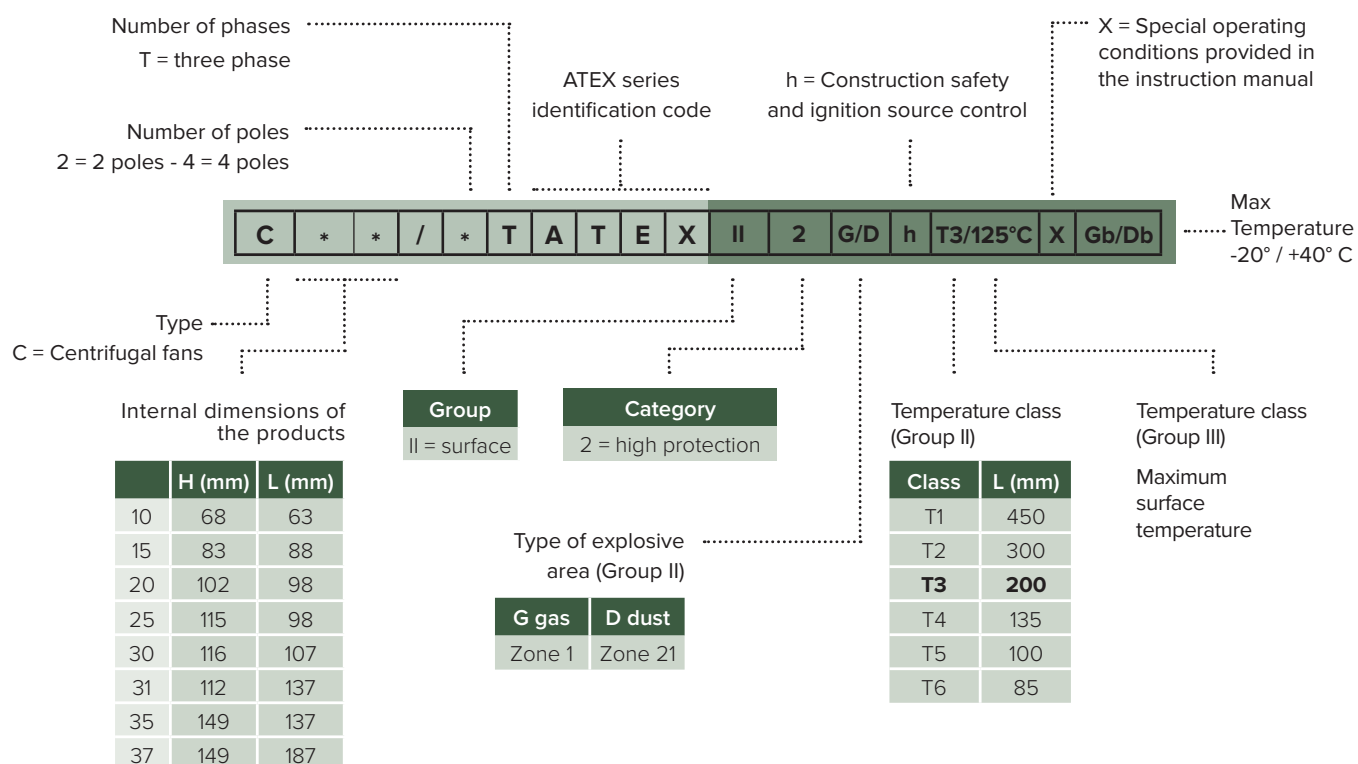 Number of phases
T = three phase
Number of poles
2 = 2 poles - 4 = 4 poles
ATEX series
identification code
h = Construction safety
and ignition source control
X = Special operating
conditions provided in
the instruction manual
C * * / * T A T E X II 2 G/D h T3/125°C X Gb/Db
Max
Temperature
-20° / +40° C
Type
C = Centrifugal fans
Internal dimensions of
the products
H (mm) L (mm)
10 68 63
15 83 88
20 102 98
25 115 98
30 116 107
31 112 137
35 149 137
37 149 187
Group
II = surface
Category
2 = high protection
Type of explosive
area (Group II)
G gas D dust
Zone 1 Zone 21
Temperature class
(Group II)
Class L (mm)
T1 450
T2 300
T3 200
T4 135
T5 100
T6 85
Temperature class
(Group III)
Maximum
surface
temperature